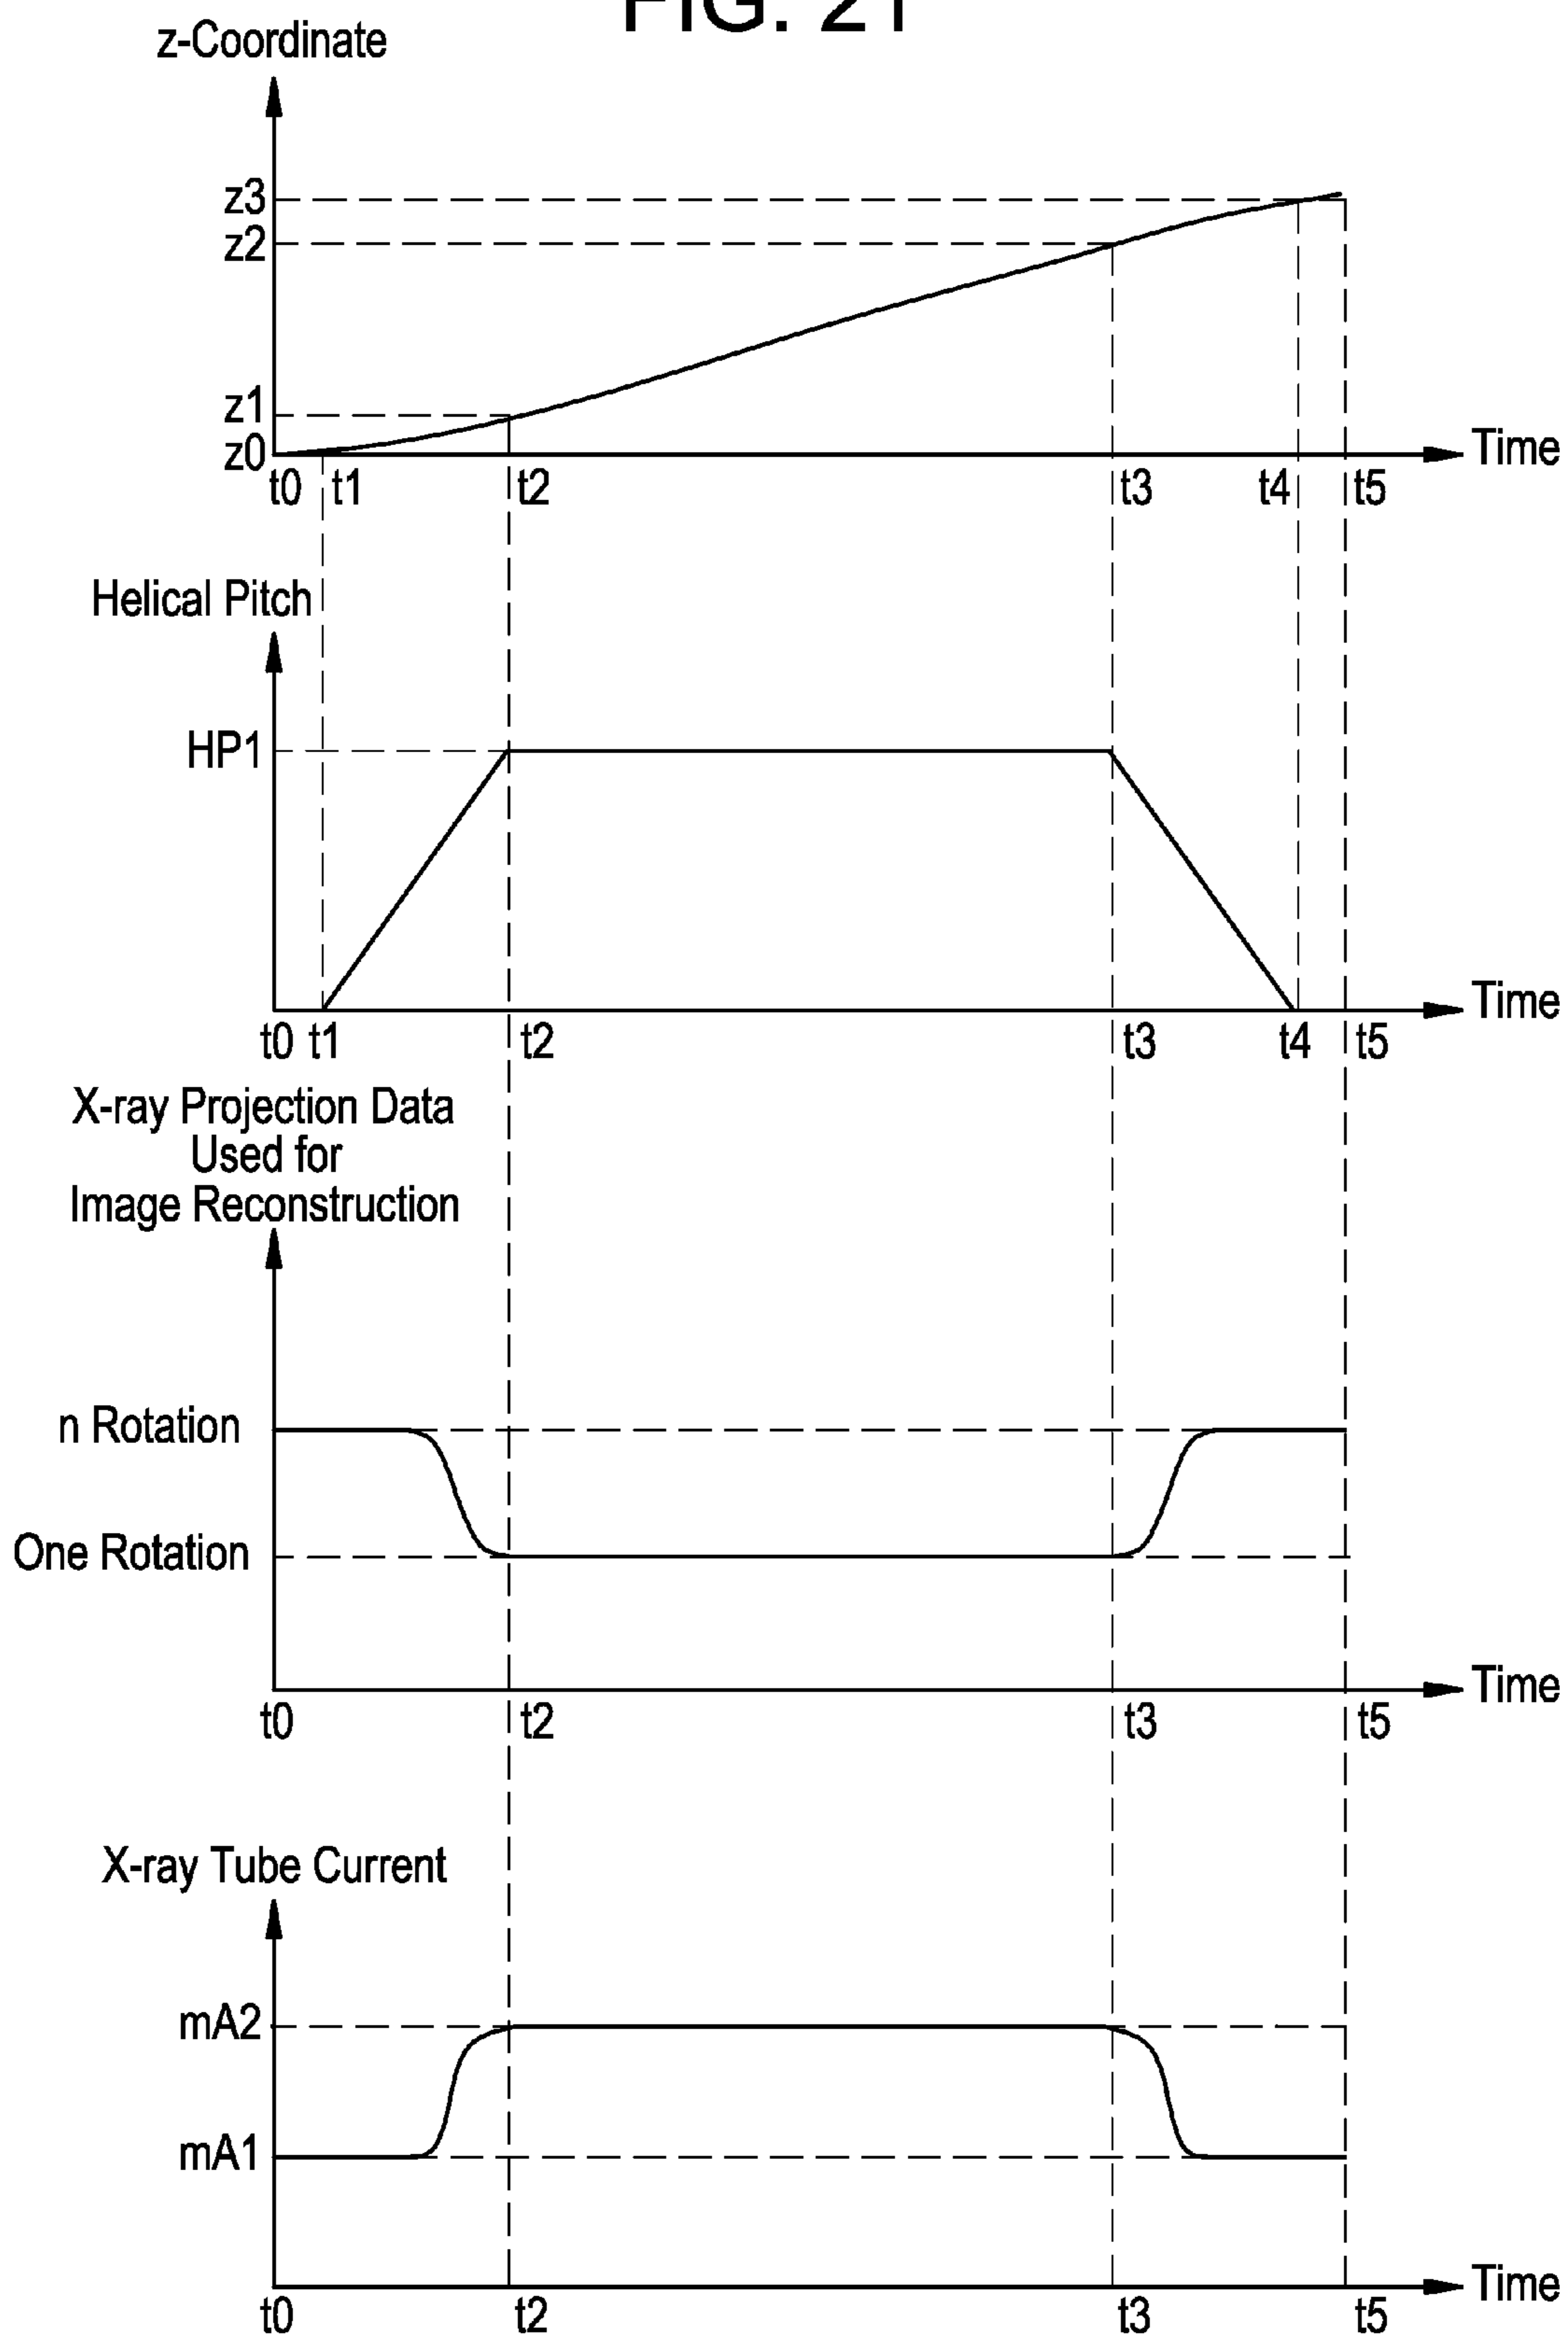 FIG. 21
z-Coordinate
z3
z2
z1
z0
Time
t0 t1 t2 t3 t4 t5
Helical Pitch
HP1
Time
t0 t1 t2 t3 t4 t5
X-ray Projection Data
Used for
Image Reconstruction
n Rotation
One Rotation
Time
t0 t2 t3 t5
X-ray Tube Current
mA2
mA1
Time
t0 t2 t3 t5